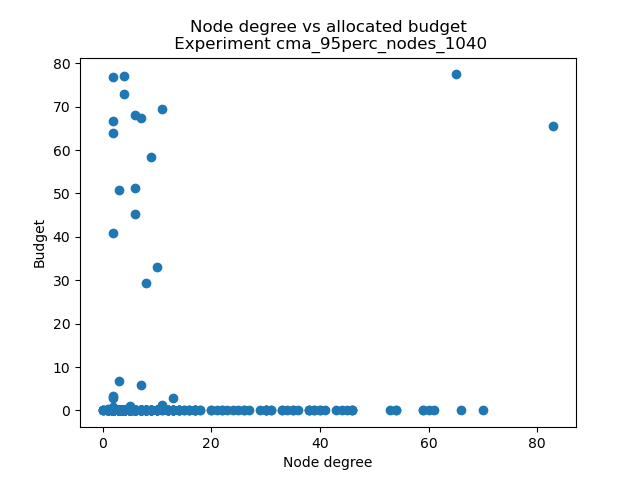 Node degree vs allocated budget
Experiment cma_95perc_nodes_1040
80
70
60
50
40
30
20
10
0
Budget
0 20 40 60 80
Node degree